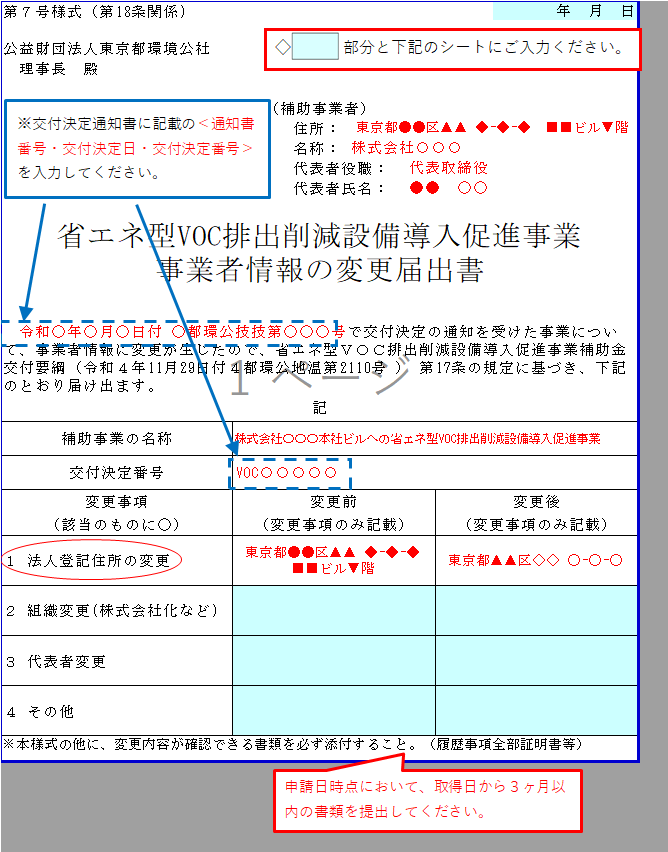 第７号様式（第18条関係）
年　月　日
公益財団法人東京都環境公社
理事長　殿
◇　部分と下記のシートにご入力ください。
※交付決定通知書に記載の＜通知書
番号・交付決定日・交付決定番号＞
を入力してください。
（補助事業者）
住所：　東京都●●区▲▲　◆-◆-◆　■■ビル▼階
名称：　株式会社○○○
代表者役職：　代表取締役
代表者氏名：　●●　○○
省エネ型VOC排出削減設備導入促進事業
事業者情報の変更届出書
令和○年○月○日付　○都環公技技第○○○号で交付決定の通知を受けた事業につい
て、事業者情報に変更が生じたので、省エネ型ＶＯＣ排出削減設備導入促進事業補助金
交付要綱（令和４年11月29日付４都環公地温第2110号 ）　第17条の規定に基づき、下記
のとおり届け出ます。
1 ページ
記
補助事業の名称　株式会社○○○本社ビルへの省エネ型VOC排出削減設備導入促進事業
交付決定番号　VOC○○○○○
変更事項　変更前　変更後
（該当のものに○）　（変更事項のみ記載）　（変更事項のみ記載）
１　法人登記住所の変更　東京都●●区▲▲　◆-◆-◆　東京都▲▲区◇◇　○-○-○
■■ビル▼階
２　組織変更(株式会社化など)
３　代表者変更
４　その他
※本様式の他に、変更内容が確認できる書類を必ず添付すること。（履歴事項全部証明書等）
申請日時点において、取得日から３ヶ月以
内の書類を提出してください。